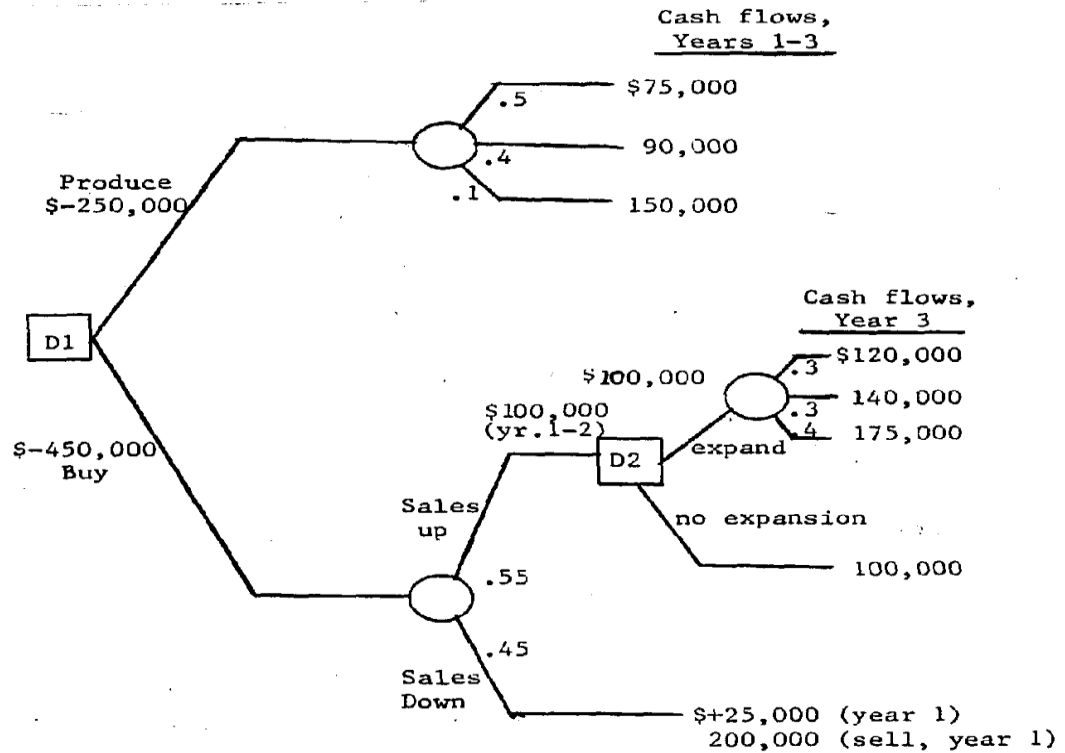 Cash flows,
Years 1-3
$75,000
.5
90,000
.4
.1
150,000
Produce
$-250,000
D1
$-450,000
Buy
Cash flows,
Year 3
$120,000
.3
$100,000
140,000
.3
$100,000
(yr.1-2)
.4
175,000
D2
expand
Sales
up
no expansion
100,000
.55
.45
Sales
Down
$+25,000 (year 1)
200,000 (sell, year 1)